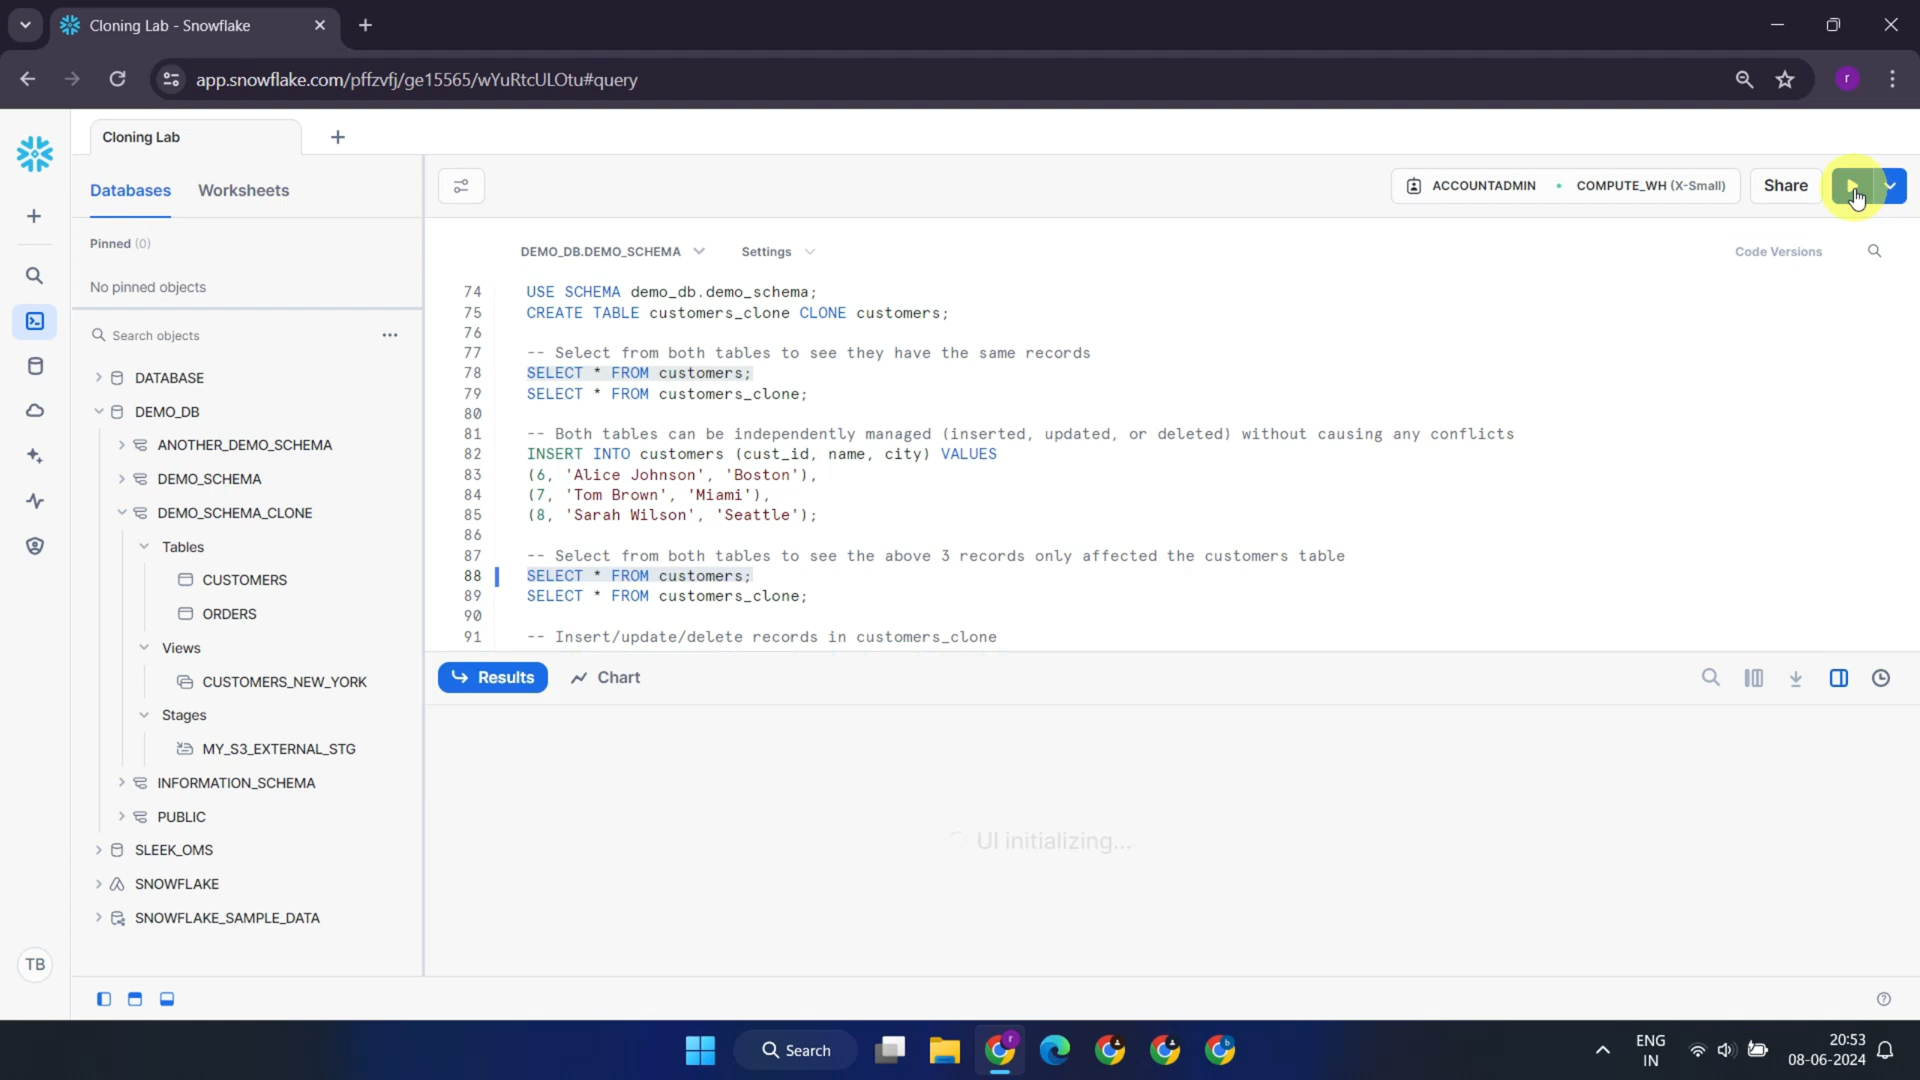 Cloning Lab - Snowflake
app.snowflake.com/pffzvfj/ge15565/wYuRtcULOtu#query
r
Cloning Lab
Databases
Worksheets
ACCOUNTADMIN
COMPUTE_WH (X-Small)
Share
Pinned (0)
No pinned objects
Search objects
DATABASE
DEMO_DB
ANOTHER_DEMO_SCHEMA
DEMO_SCHEMA
DEMO_SCHEMA_CLONE
Tables
CUSTOMERS
ORDERS
Views
CUSTOMERS_NEW_YORK
Stages
MY_S3_EXTERNAL_STG
INFORMATION_SCHEMA
PUBLIC
SLEEK_OMS
SNOWFLAKE
SNOWFLAKE_SAMPLE_DATA
TB
DEMO_DB.DEMO_SCHEMA
Settings
Code Versions
74 USE SCHEMA demo_db.demo_schema;
75 CREATE TABLE customers_clone CLONE customers;
76
77 -- Select from both tables to see they have the same records
78 SELECT * FROM customers;
79 SELECT * FROM customers_clone;
80
81 -- Both tables can be independently managed (inserted, updated, or deleted) without causing any conflicts
82 INSERT INTO customers (cust_id, name, city) VALUES
83 (6, 'Alice Johnson', 'Boston'),
84 (7, 'Tom Brown', 'Miami'),
85 (8, 'Sarah Wilson', 'Seattle');
86
87 -- Select from both tables to see the above 3 records only affected the customers table
88 SELECT * FROM customers;
89 SELECT * FROM customers_clone;
90
91 -- Insert/update/delete records in customers_clone
Results
Chart
UI initializing...
Search
ENG
IN
20:53
08-06-2024